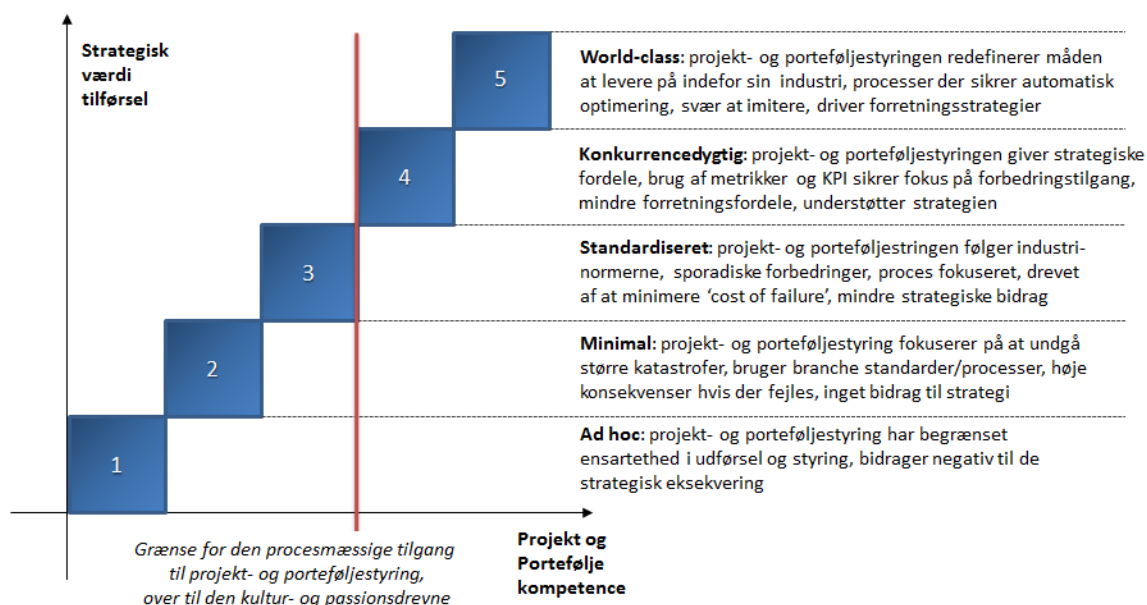 Strategisk
værdi
tilførsel
5
World-class: projekt- og porteføljestyringen redefinerer måden
at levere på indefor sin industri, processer der sikrer automatisk
optimering, svær at imitere, driver forretningsstrategier
4
Konkurrencedygtig: projekt- og porteføljestyringen giver strategiske
fordele, brug af metrikker og KPI sikrer fokus på forbedringstilgang,
mindre forretningsfordele, understøtter strategien
3
Standardiseret: projekt- og porteføljestringen følger industri-
normerne, sporadiske forbedringer, proces fokuseret, drevet
af at minimere ‘cost of failure’, mindre strategiske bidrag
2
Minimal: projekt- og porteføljestyring fokuserer på at undgå
større katastrofer, bruger branche standarder/processer, høje
konsekvenser hvis der fejles, inget bidrag til strategi
1
Ad hoc: projekt- og porteføljestyring har begrænset
ensartethed i udførsel og styring, bidrager negativ til de
strategisk eksekvering
Grænse for den procesmæssige tilgang
til projekt- og porteføljestyring,
over til den kultur- og passionsdrevne
Projekt og
Portefølje
kompetence